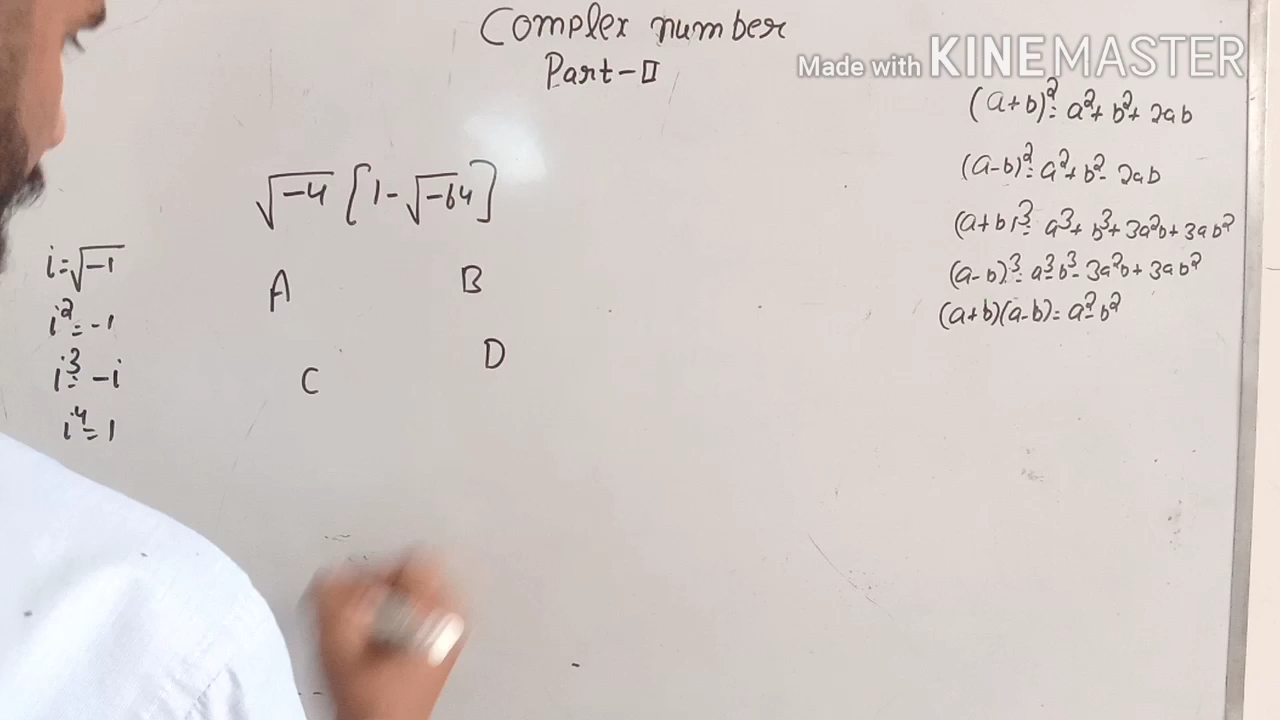 Complex number
Part-II
Made with KINEMASTER
√-4 [1-√-64]
A B
C D
i=√-1
i²=-1
i³=-i
i⁴=1
(a+b)²=a²+b²+2ab
(a-b)²=a²+b²-2ab
(a+b)³=a³+b³+3a²b+3ab²
(a-b)³=a³-b³-3a²b+3ab²
(a+b)(a-b)=a²-b²